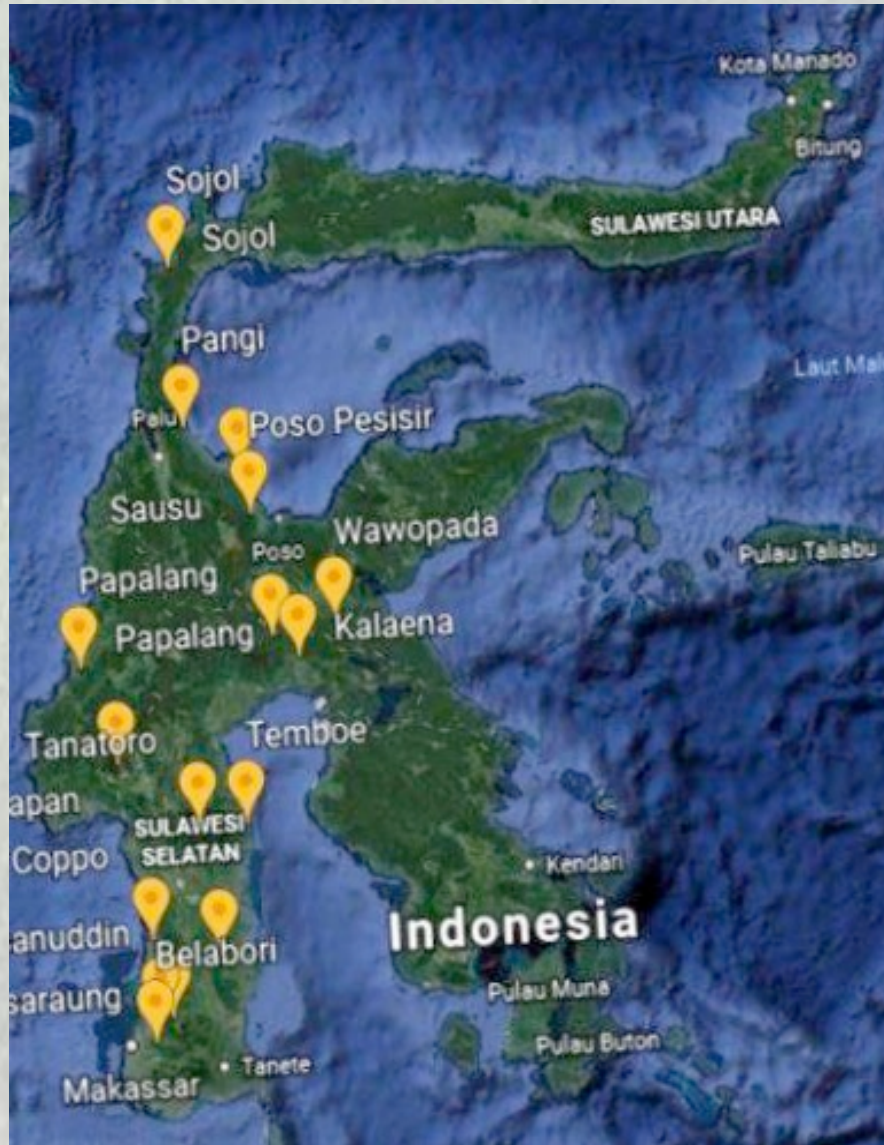 Kota Manado
Bitung
Sojol
Sojol
SULAWESI UTARA
Pangi
Laut Mal
Palu
Poso Pesisir
Sausu
Wawopada
Poso
Pulau Taliabu
Papalang
Papalang
Kalaena
Temboe
Tanatoro
apan
SULAWESI
SELATAN
Coppo
Kendari
Indonesia
anuddin
Belabori
saraung
Pulau Muna
Pulau Buton
Tanete
Makassar